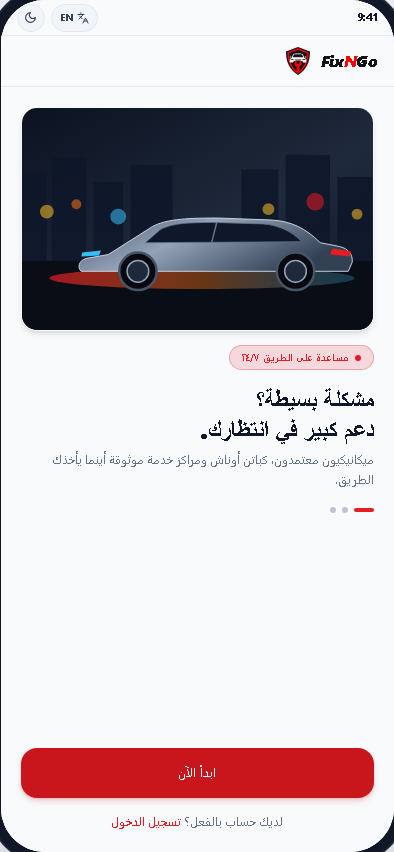 9:41
EN
FixNGo
مساعدة على الطريق ٢٤/٧
مشكلة بسيطة؟
دعم كبير في انتظارك.
ميكانيكيون معتمدون، كباتن أوناش ومراكز خدمة موثوقة أينما يأخذك
الطريق.
ابدأ الآن
لديك حساب بالفعل؟ تسجيل الدخول